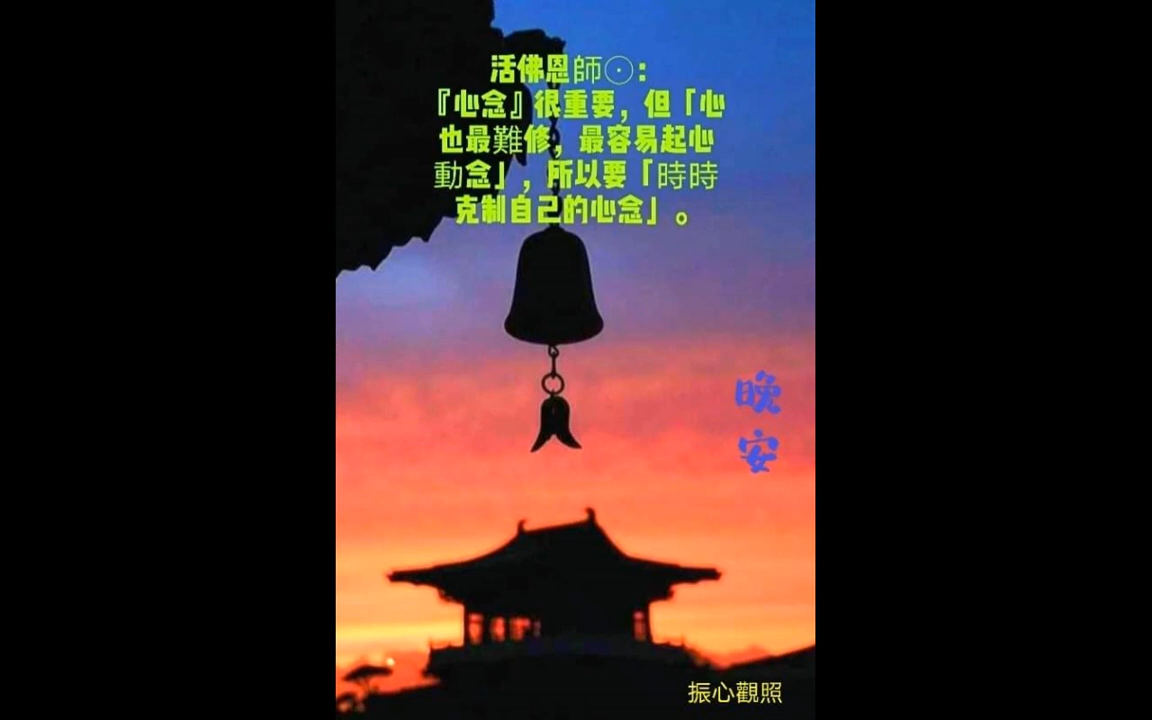 活佛恩師⊙：
『心念』很重要，但「心
也最難修，最容易起心
動念」，所以要「時時
克制自己的心念」。
晚
安
振心觀照